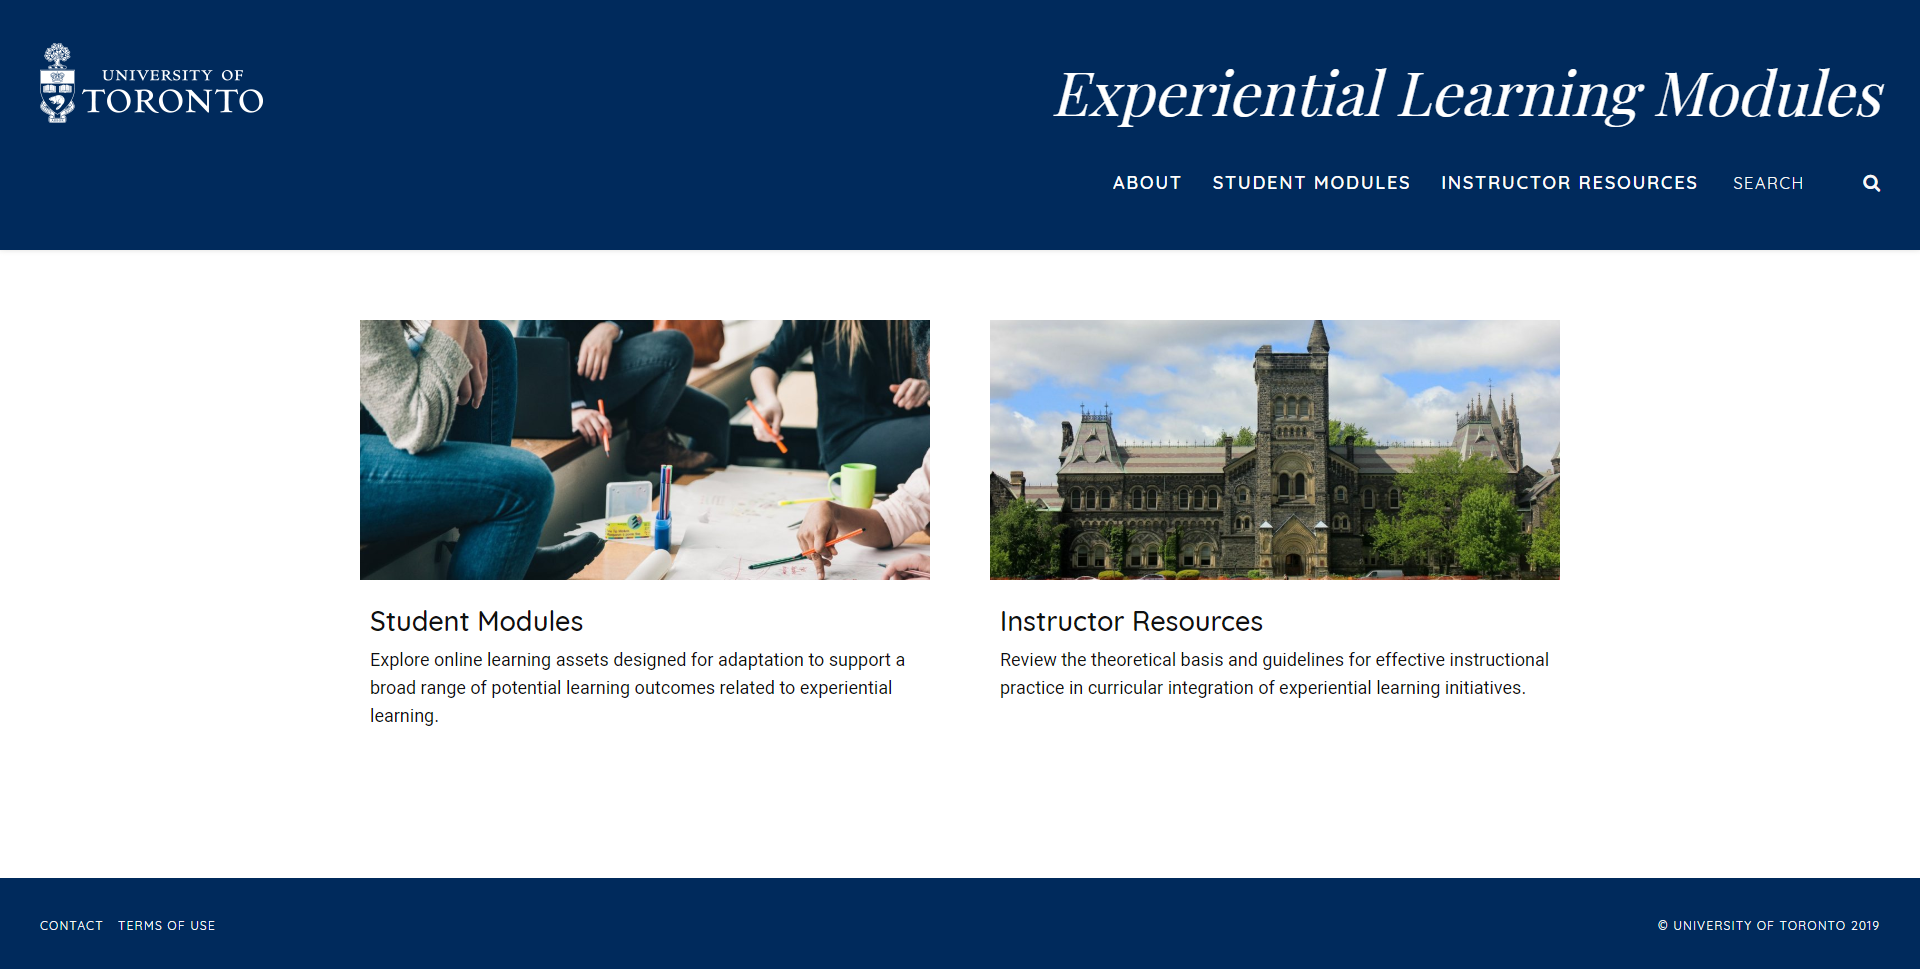 UNIVERSITY OF
TORONTO
Experiential Learning Modules
ABOUT STUDENT MODULES INSTRUCTOR RESOURCES SEARCH
Student Modules
Explore online learning assets designed for adaptation to support a
broad range of potential learning outcomes related to experiential
learning.
Instructor Resources
Review the theoretical basis and guidelines for effective instructional
practice in curricular integration of experiential learning initiatives.
CONTACT TERMS OF USE
© UNIVERSITY OF TORONTO 2019